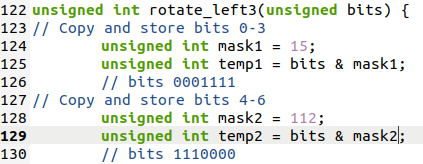 122 unsigned int rotate_left3(unsigned bits) {
123 // Copy and store bits 0-3
124 unsigned int mask1 = 15;
125 unsigned int temp1 = bits & mask1;
126 // bits 0001111
127 // Copy and store bits 4-6
128 unsigned int mask2 = 112;
129 unsigned int temp2 = bits & mask2;
130 // bits 1110000